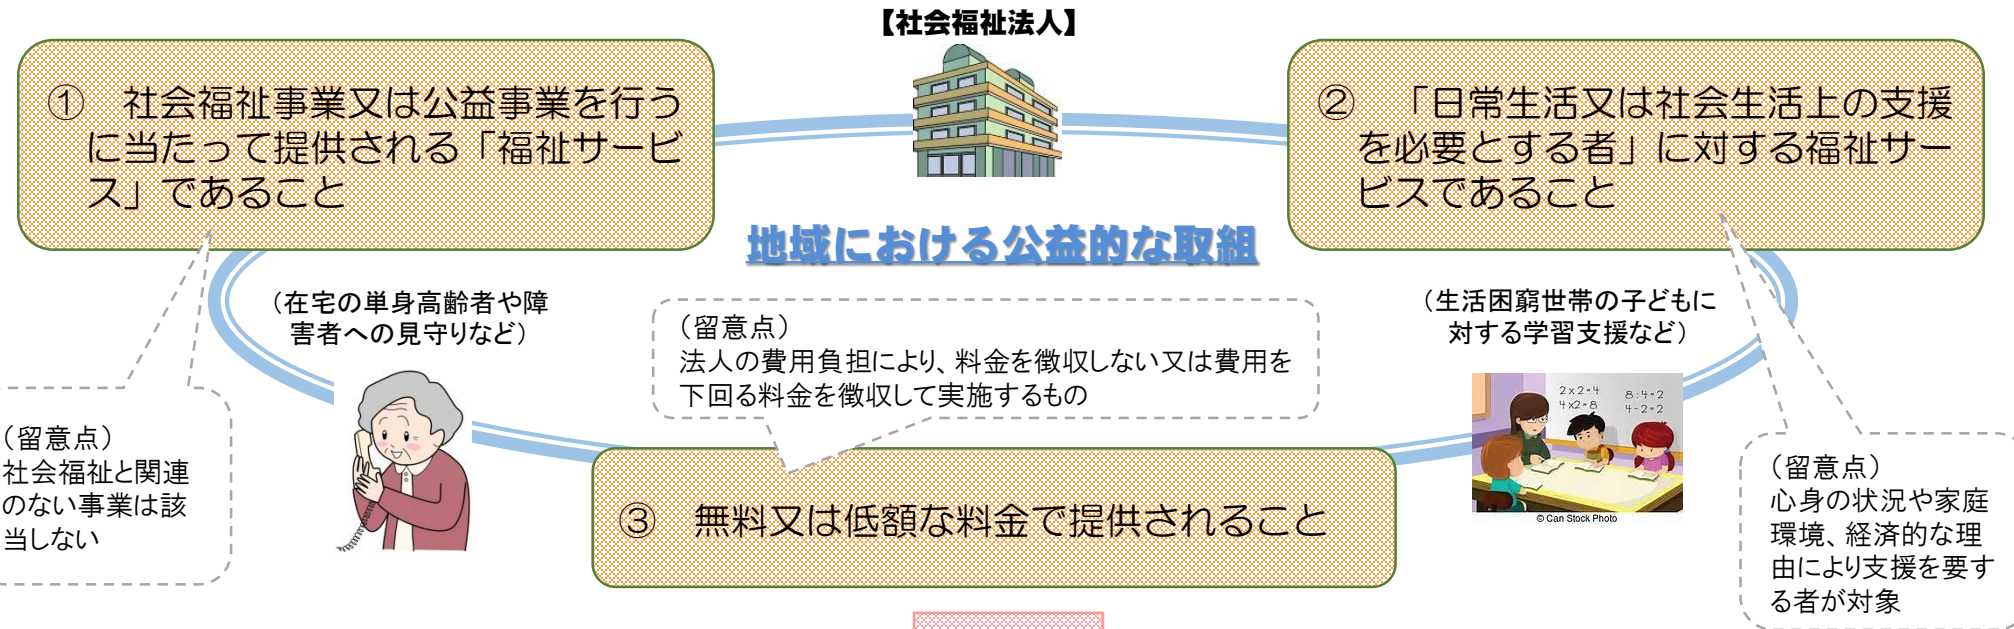 【社会福祉法人】
① 社会福祉事業又は公益事業を行う
に当たって提供される「福祉サービ
ス」であること
② 「日常生活又は社会生活上の支援
を必要とする者」に対する福祉サー
ビスであること
地域における公益的な取組
（在宅の単身高齢者や障
害者への見守りなど）
（留意点）
法人の費用負担により、料金を徴収しない又は費用を
下回る料金を徴収して実施するもの
（生活困窮世帯の子どもに
対する学習支援など）
2x2=4
4x2=8
8:4=2
4-2=2
© Can Stock Photo
（留意点）
社会福祉と関連
のない事業は該
当しない
③ 無料又は低額な料金で提供されること
（留意点）
心身の状況や家庭
環境、経済的な理
由により支援を要す
る者が対象